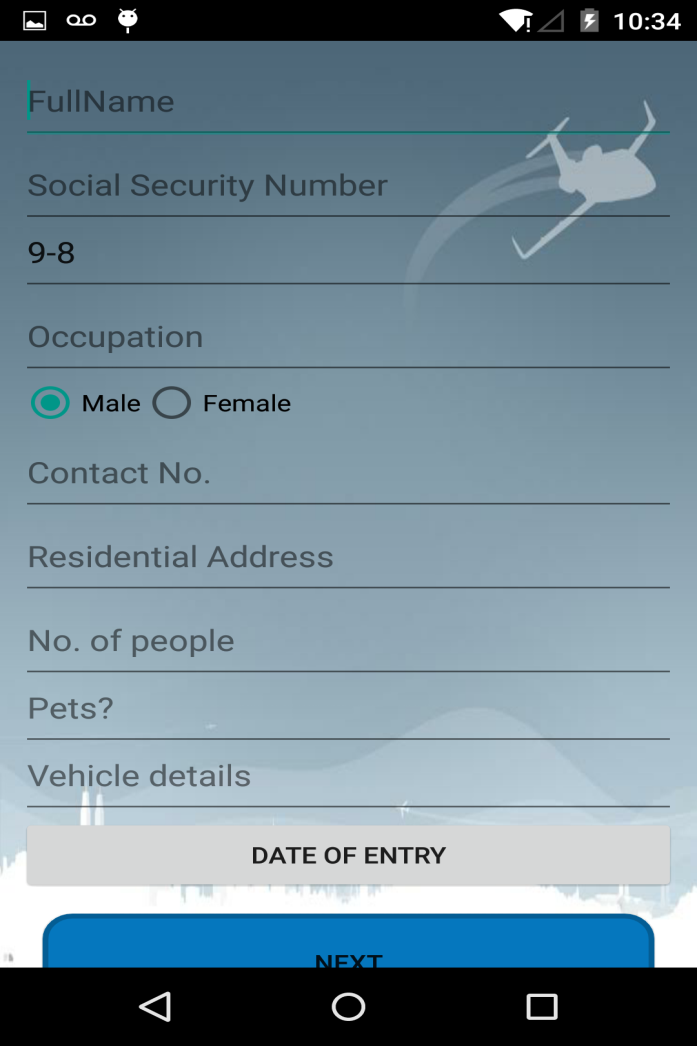 10:34
FullName
Social Security Number
9-8
Occupation
Male Female
Contact No.
Residential Address
No. of people
Pets?
Vehicle details
DATE OF ENTRY
NEXT